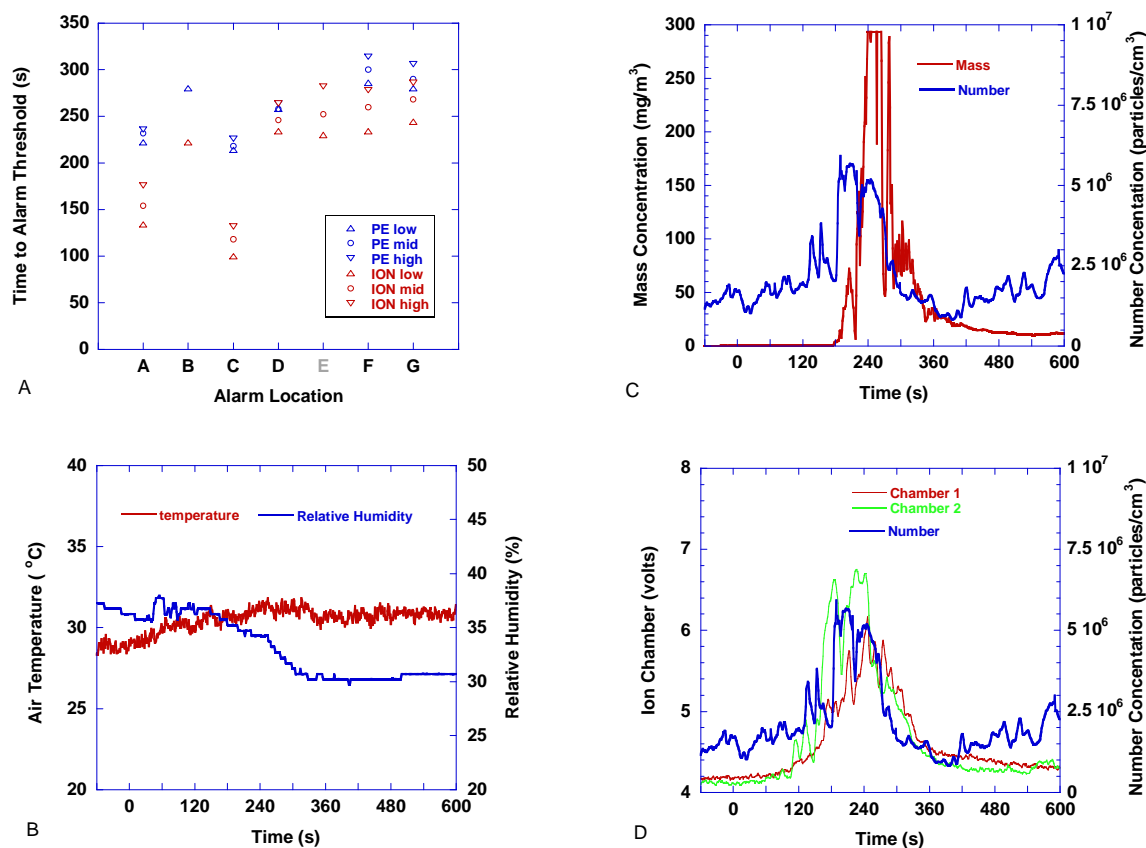 350
300
250
200
150
100
50
0
Time to Alarm Threshold (s)
PE low
PE mid
PE high
ION low
ION mid
ION high
A B C D E F G
Alarm Location
A
300
250
200
150
100
50
0
Mass Concentration (mg/m3)
Mass
Number
1 10^7
7.5 10^6
5 10^6
2.5 10^6
0
Number Concentration (particles/cm3)
0 120 240 360 480 600
Time (s)
C
40
35
30
25
20
Air Temperature ( oC)
temperature
Relative Humidity
50
45
40
35
30
25
20
Relative Humidity (%)
0 120 240 360 480 600
Time (s)
B
8
7
6
5
4
Ion Chamber (volts)
Chamber 1
Chamber 2
Number
1 10^7
7.5 10^6
5 10^6
2.5 10^6
0
Number Concentration (particles/cm3)
0 120 240 360 480 600
Time (s)
D